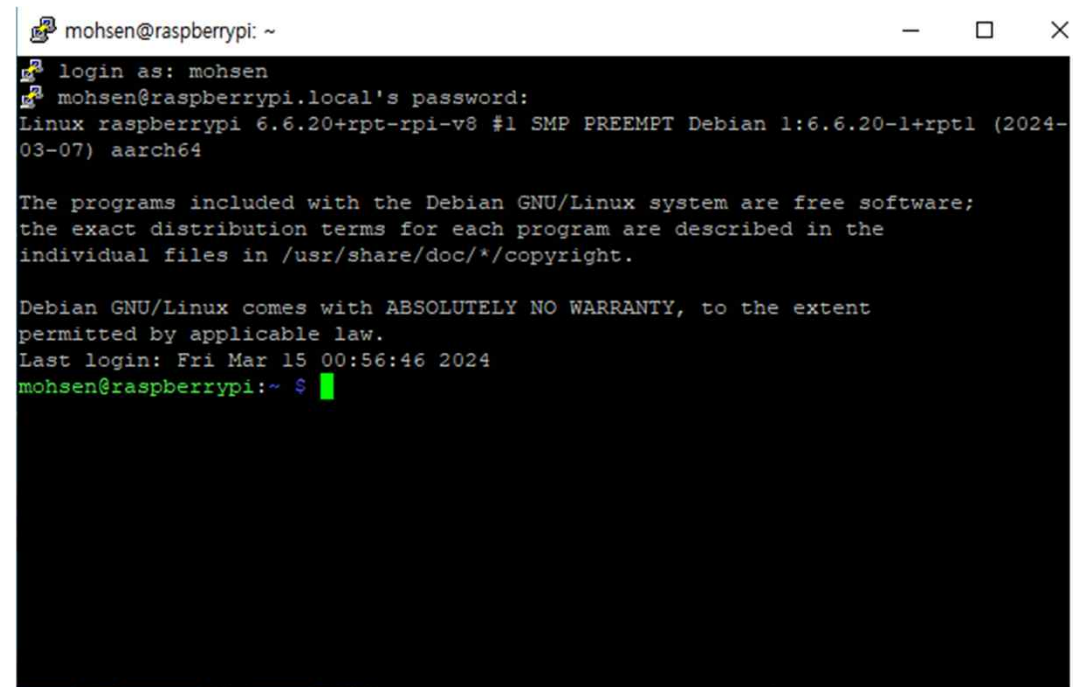 mohsen@raspberrypi: ~
login as: mohsen
mohsen@raspberrypi.local's password:
Linux raspberrypi 6.6.20+rpt-rpi-v8 #1 SMP PREEMPT Debian 1:6.6.20-1+rpt1 (2024-
03-07) aarch64
The programs included with the Debian GNU/Linux system are free software;
the exact distribution terms for each program are described in the
individual files in /usr/share/doc/*/copyright.
Debian GNU/Linux comes with ABSOLUTELY NO WARRANTY, to the extent
permitted by applicable law.
Last login: Fri Mar 15 00:56:46 2024
mohsen@raspberrypi:~ $